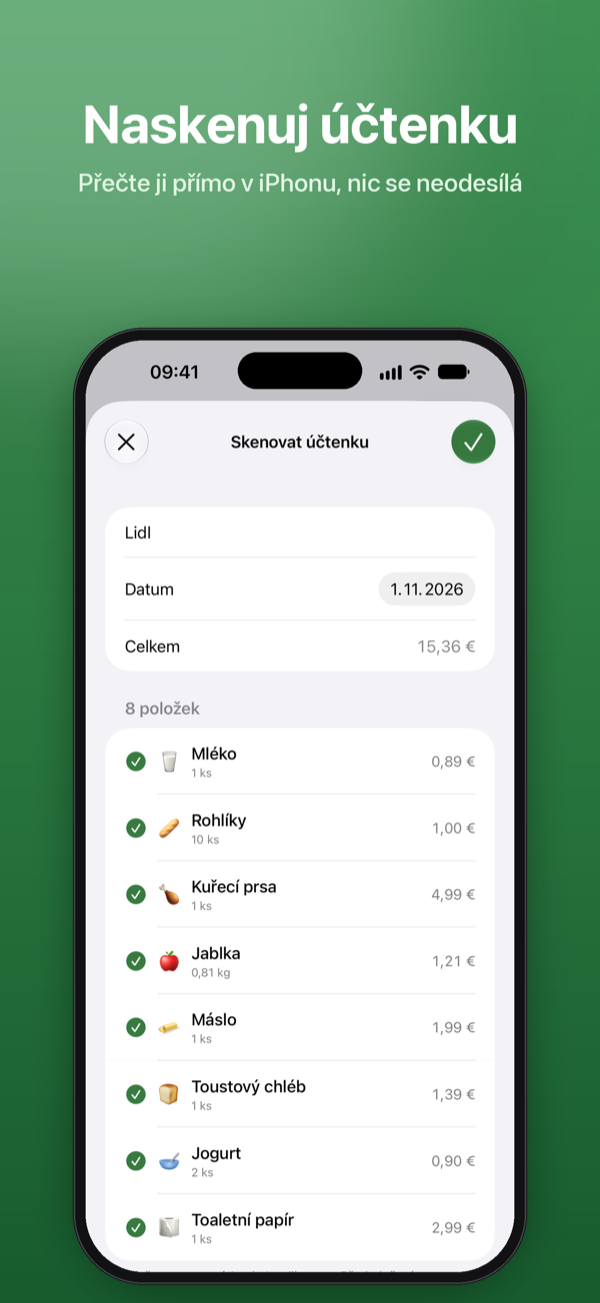 Naskenuj účtenku
Přečte ji přímo v iPhonu, nic se neodesílá
09:41
Skenovat účtenku
Lidl
Datum
1. 11. 2026
Celkem
15,36 €
8 položek
Mléko
0,89 €
1 ks
Rohlíky
1,00 €
10 ks
Kuřecí prsa
4,99 €
1 ks
Jablka
1,21 €
0,81 kg
Máslo
1,99 €
1 ks
Toustový chléb
1,39 €
1 ks
Jogurt
0,90 €
2 ks
Toaletní papír
2,99 €
1 ks